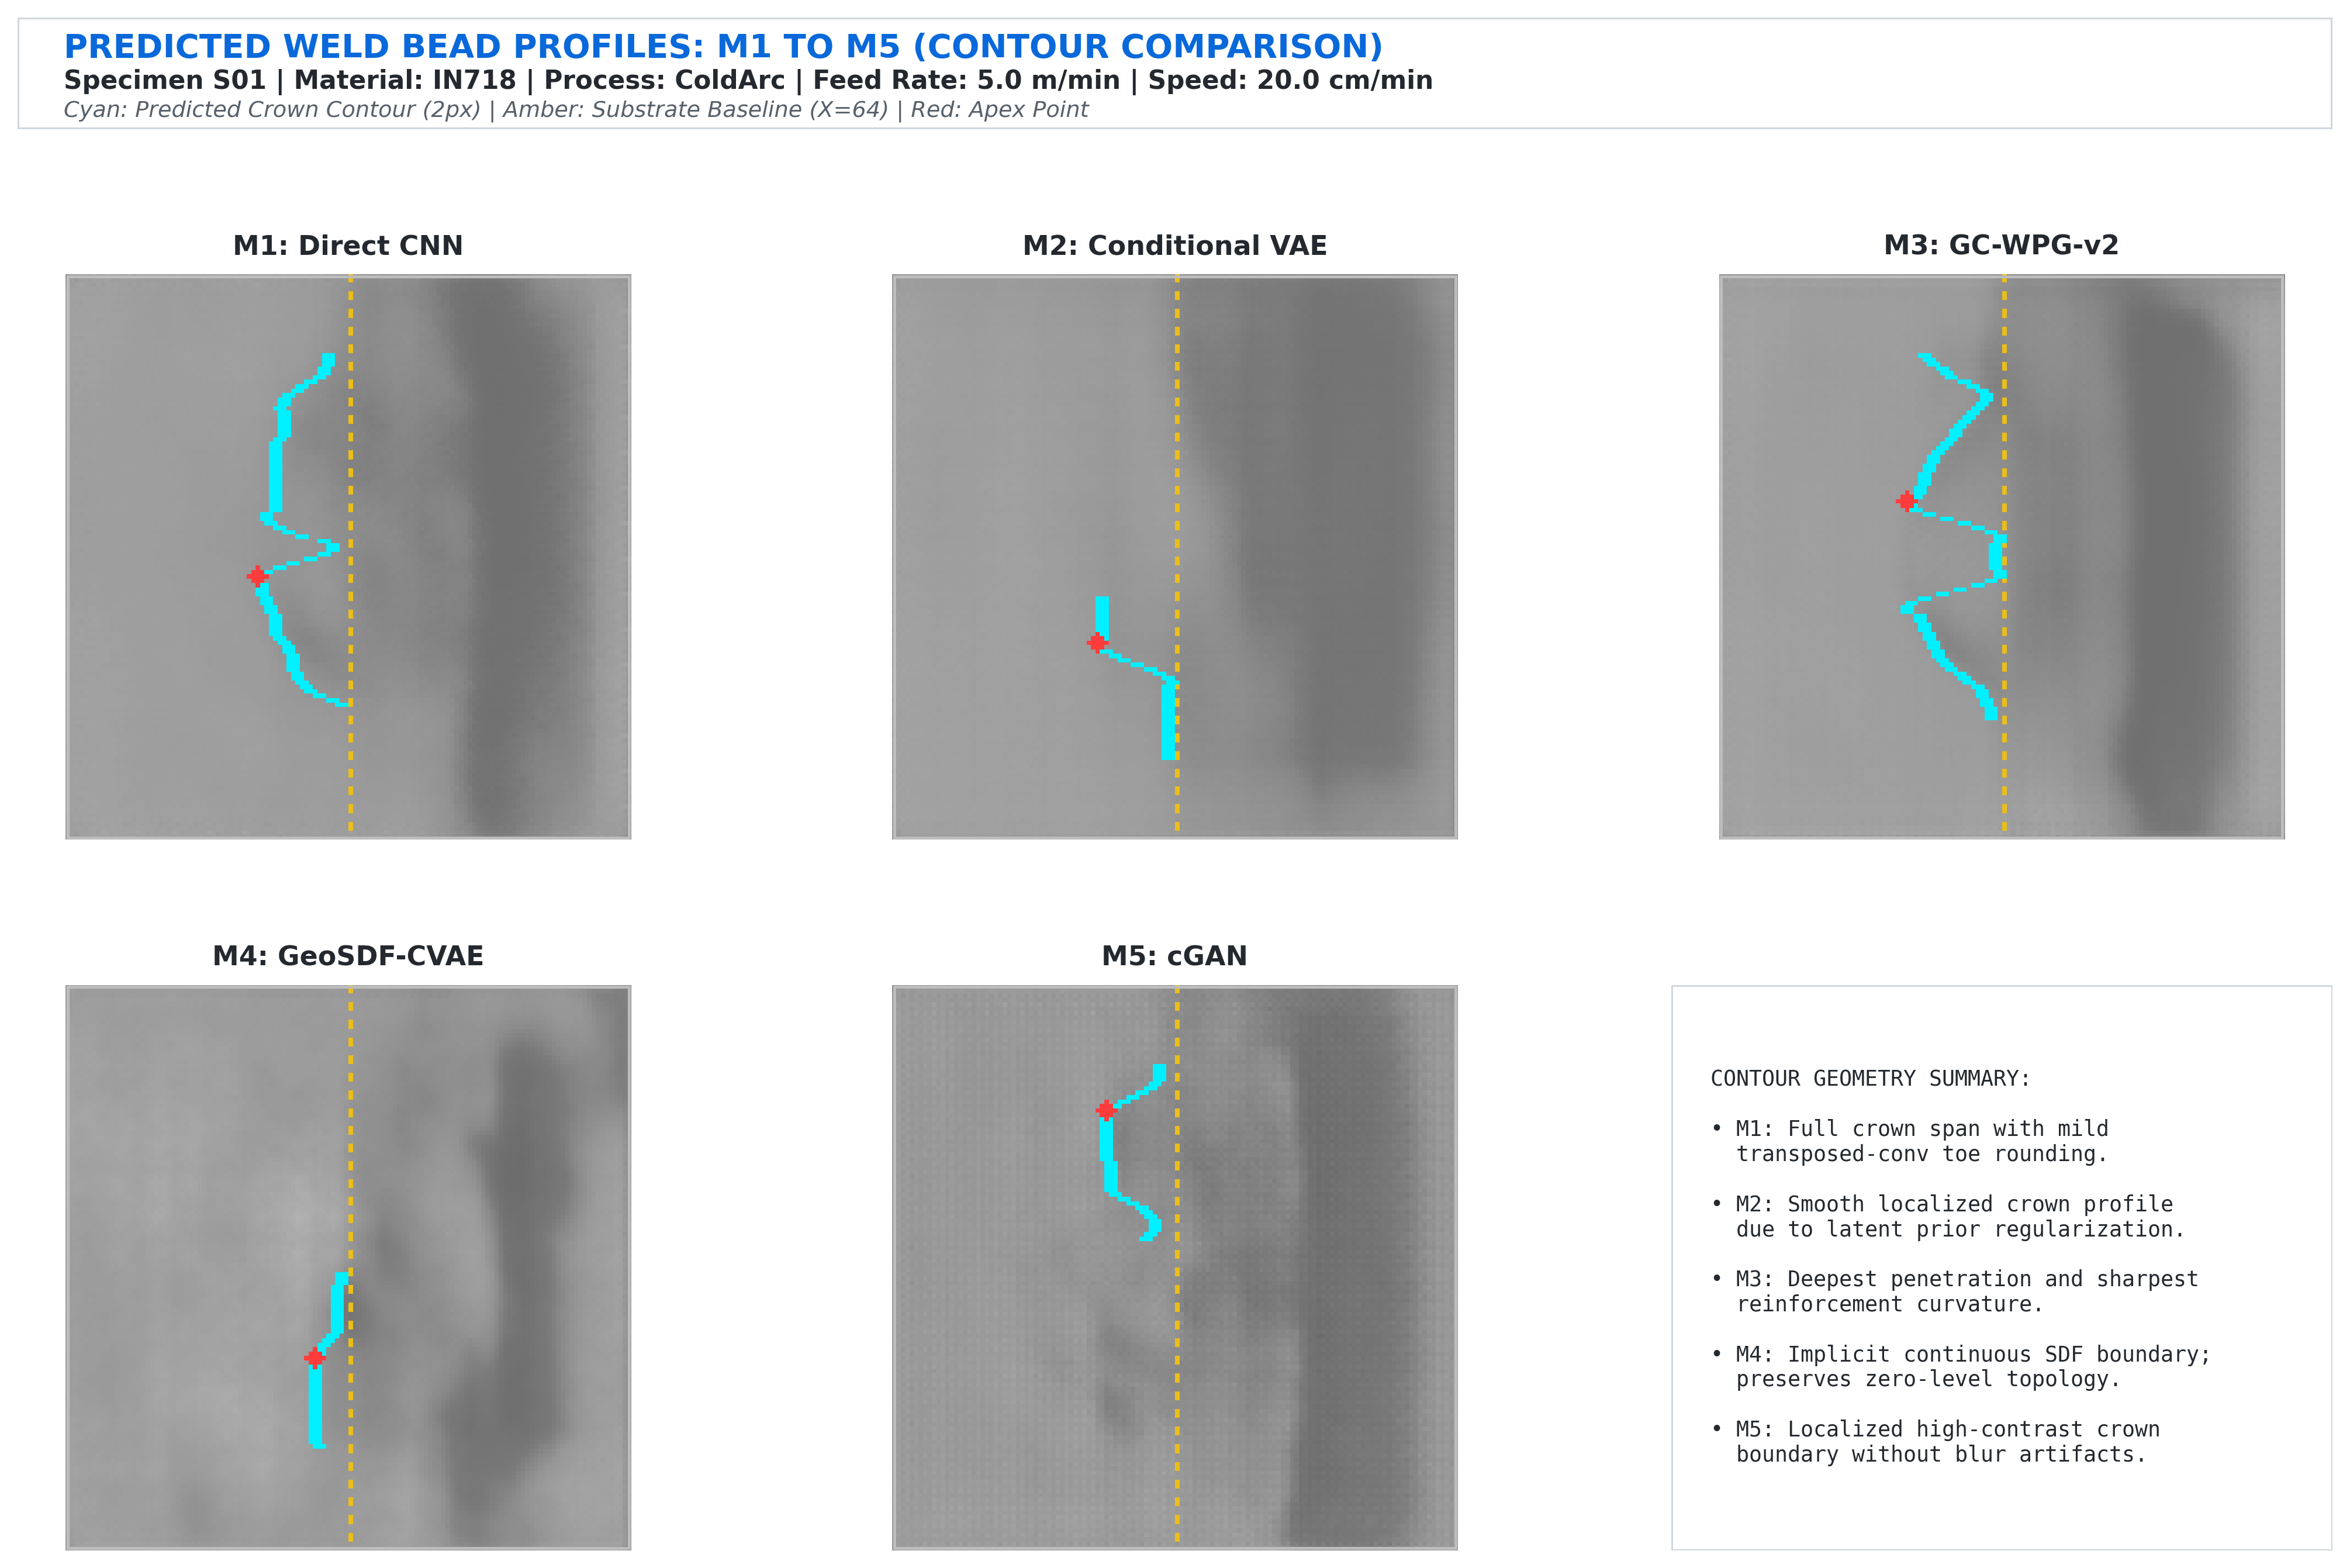 PREDICTED WELD BEAD PROFILES: M1 TO M5 (CONTOUR COMPARISON)
Specimen S01 | Material: IN718 | Process: ColdArc | Feed Rate: 5.0 m/min | Speed: 20.0 cm/min
Cyan: Predicted Crown Contour (2px) | Amber: Substrate Baseline (X=64) | Red: Apex Point
M1: Direct CNN
M2: Conditional VAE
M3: GC-WPG-v2
M4: GeoSDF-CVAE
M5: cGAN
CONTOUR GEOMETRY SUMMARY:
• M1: Full crown span with mild
transposed-conv toe rounding.
• M2: Smooth localized crown profile
due to latent prior regularization.
• M3: Deepest penetration and sharpest
reinforcement curvature.
• M4: Implicit continuous SDF boundary;
preserves zero-level topology.
• M5: Localized high-contrast crown
boundary without blur artifacts.